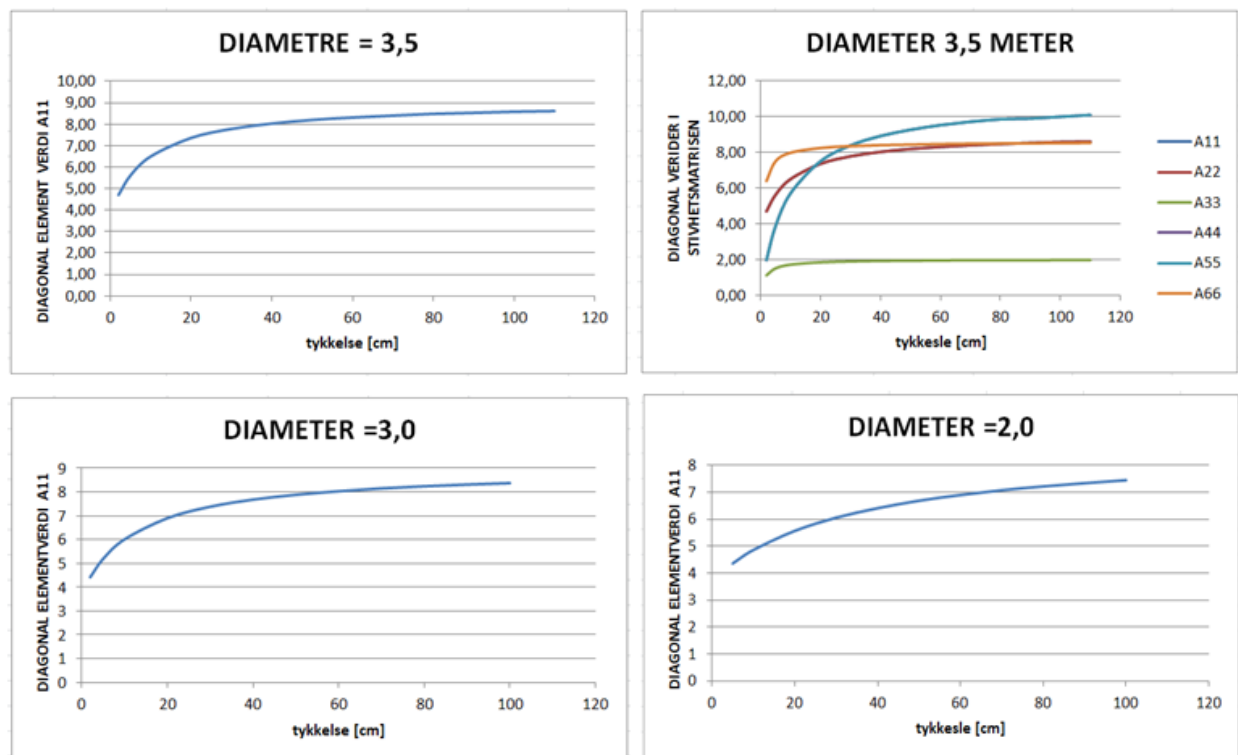 DIAMETRE = 3,5
DIAGONAL ELEMENT VERDI A11
10,00
9,00
8,00
7,00
6,00
5,00
4,00
3,00
2,00
1,00
0,00
0 20 40 60 80 100 120
tykkelse [cm]
DIAMETER 3,5 METER
DIAGONAL VERIDER I
STIVHETSMATRISEN
12,00
10,00
8,00
6,00
4,00
2,00
0,00
0 20 40 60 80 100 120
tykkesle [cm]
A11
A22
A33
A44
A55
A66
DIAMETER =3,0
DIAGONAL ELEMENTVERDI A11
9
8
7
6
5
4
3
2
1
0
0 20 40 60 80 100 120
tykkelse [cm]
DIAMETER =2,0
DIAGONAL ELEMENTVERDI A11
8
7
6
5
4
3
2
1
0
0 20 40 60 80 100 120
tykkesle [cm]